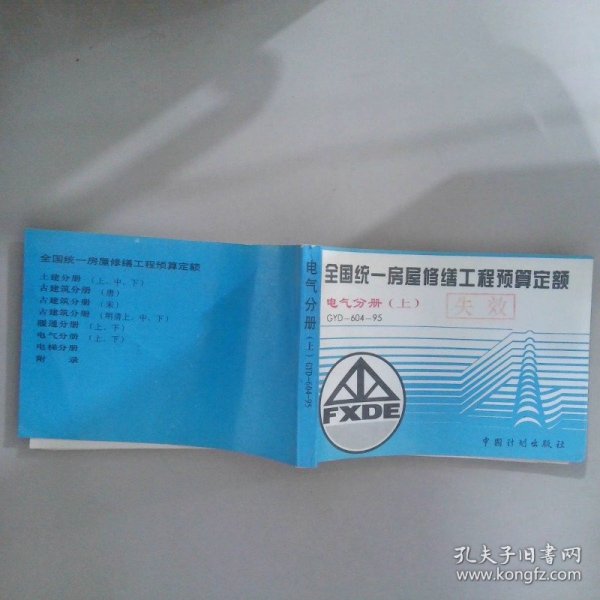 全国统一房屋修缮工程预算定额
土建分册 (上、中、下)
古建筑分册 (唐)
古建筑分册 (宋)
古建筑分册 (明清上、中、下)
暖通分册 (上、下)
电气分册 (上、下)
电梯分册
附 录
电气分册(上) GYD-604-95
全国统一房屋修缮工程预算定额
电气分册(上)
失效
GYD-604-95
FXDE
中国计划出版社
孔夫子旧书网
www.kongfz.com